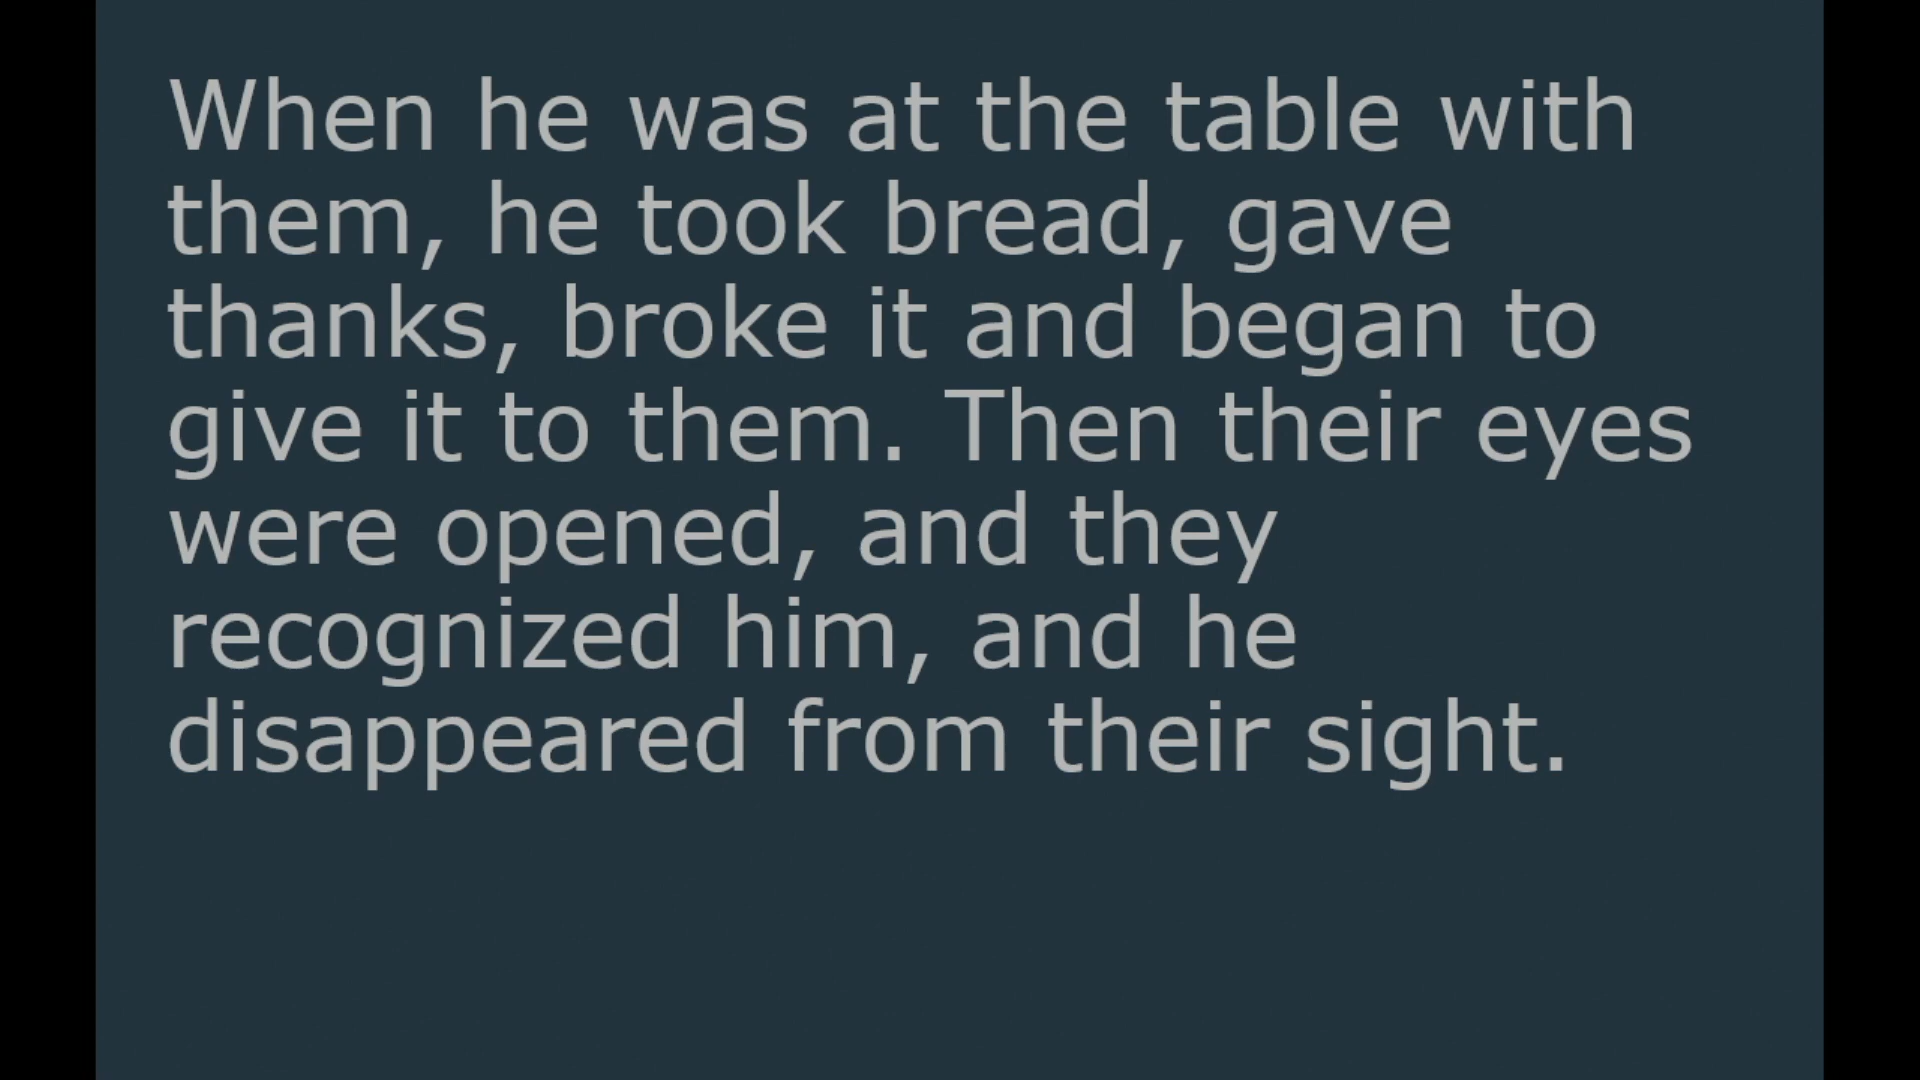 When he was at the table with
them, he took bread, gave
thanks, broke it and began to
give it to them. Then their eyes
were opened, and they
recognized him, and he
disappeared from their sight.